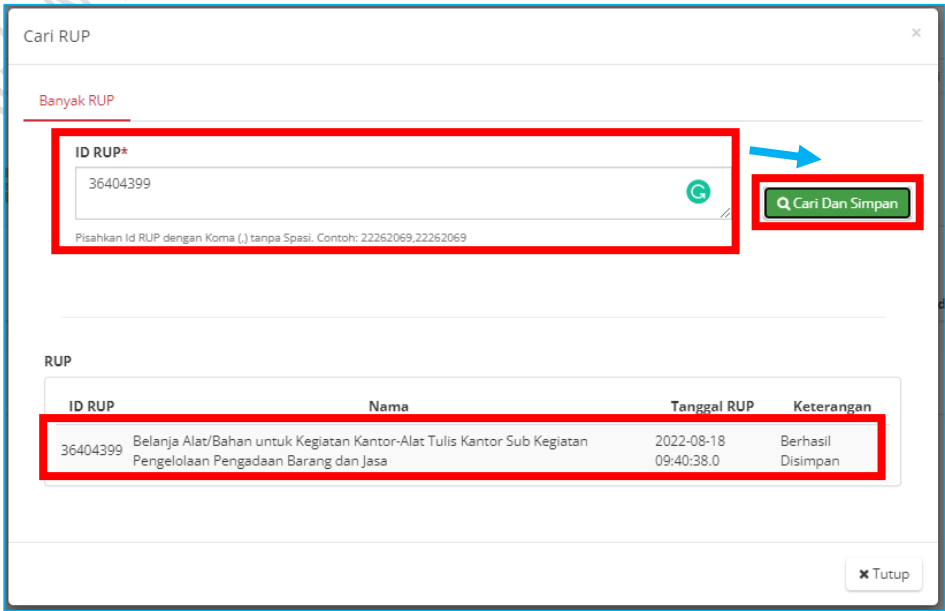 Cari RUP
×
Banyak RUP
ID RUP*
36404399
Cari Dan Simpan
Pisahkan Id RUP dengan Koma (,) tanpa Spasi. Contoh: 22262069,22262069
RUP
ID RUP Nama Tanggal RUP Keterangan
36404399 Belanja Alat/Bahan untuk Kegiatan Kantor-Alat Tulis Kantor Sub Kegiatan 2022-08-18 Berhasil
Pengelolaan Pengadaan Barang dan Jasa 09:40:38.0 Disimpan
✖ Tutup